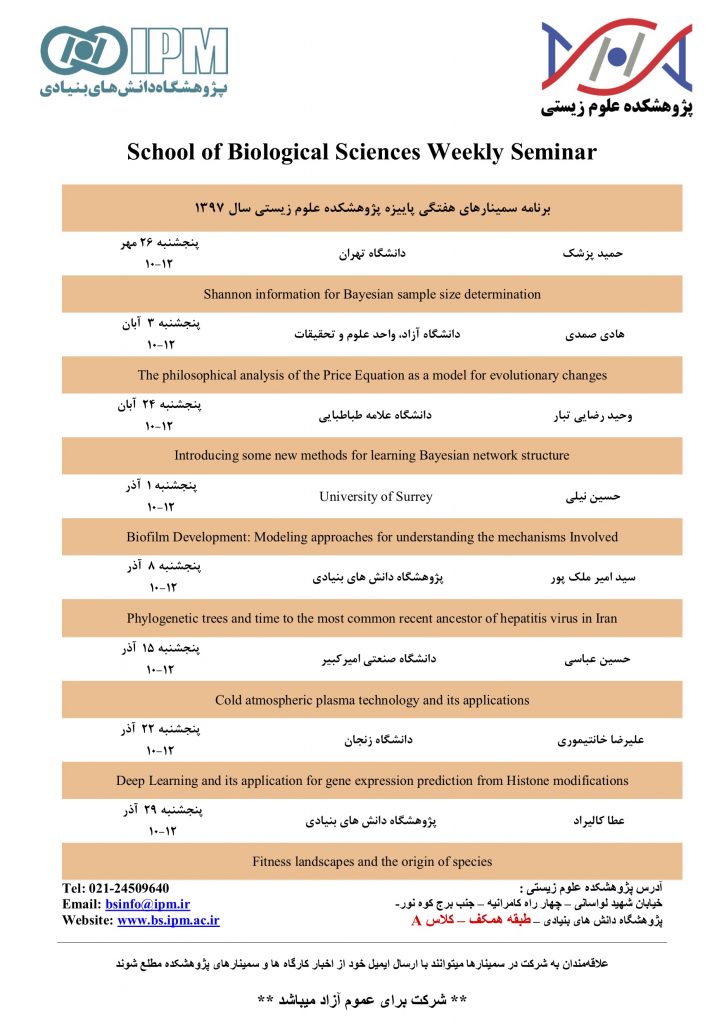 IPM
پژوهشگاه دانش‌های بنیادی
پژوهشکده علوم زیستی
School of Biological Sciences Weekly Seminar
برنامه سمینارهای هفتگی پاییزه پژوهشکده علوم زیستی سال ۱۳۹۷
حمید پزشک دانشگاه تهران پنجشنبه ۲۶ مهر
۱۰-۱۲
Shannon information for Bayesian sample size determination
هادی صمدی دانشگاه آزاد، واحد علوم و تحقیقات پنجشنبه ۳ آبان
۱۰-۱۲
The philosophical analysis of the Price Equation as a model for evolutionary changes
وحید رضایی تبار دانشگاه علامه طباطبایی پنجشنبه ۲۴ آبان
۱۰-۱۲
Introducing some new methods for learning Bayesian network structure
حسین نیلی University of Surrey پنجشنبه ۱ آذر
۱۰-۱۲
Biofilm Development: Modeling approaches for understanding the mechanisms Involved
سید امیر ملک پور پژوهشگاه دانش های بنیادی پنجشنبه ۸ آذر
۱۰-۱۲
Phylogenetic trees and time to the most common recent ancestor of hepatitis virus in Iran
حسین عباسی دانشگاه صنعتی امیرکبیر پنجشنبه ۱۵ آذر
۱۰-۱۲
Cold atmospheric plasma technology and its applications
علیرضا خانتیموری دانشگاه زنجان پنجشنبه ۲۲ آذر
۱۰-۱۲
Deep Learning and its application for gene expression prediction from Histone modifications
عطا کالیراد پژوهشگاه دانش های بنیادی پنجشنبه ۲۹ آذر
۱۰-۱۲
Fitness landscapes and the origin of species
آدرس پژوهشکده علوم زیستی :
خیابان شهید لواسانی – چهار راه کامرانیه – جنب برج کوه نور-
پژوهشگاه دانش های بنیادی – طبقه همکف – کلاس A
Tel: 021-24509640
Email: bsinfo@ipm.ir
Website: www.bs.ipm.ac.ir
علاقه‌مندان به شرکت در سمینارها میتوانند با ارسال ایمیل خود از اخبار کارگاه ها و سمینارهای پژوهشکده مطلع شوند
** شرکت برای عموم آزاد میباشد **